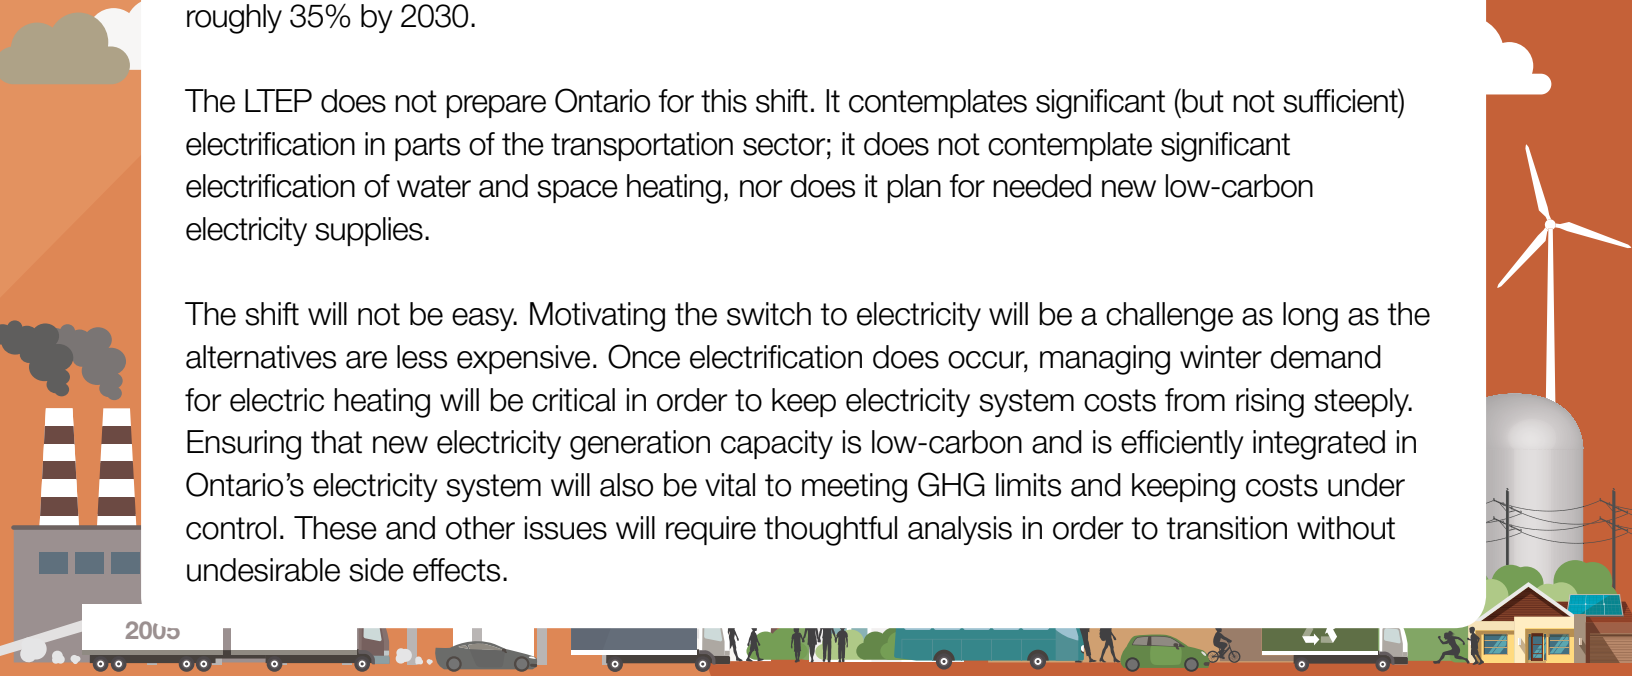 roughly 35% by 2030.
The LTEP does not prepare Ontario for this shift. It contemplates significant (but not sufficient)
electrification in parts of the transportation sector; it does not contemplate significant
electrification of water and space heating, nor does it plan for needed new low-carbon
electricity supplies.
The shift will not be easy. Motivating the switch to electricity will be a challenge as long as the
alternatives are less expensive. Once electrification does occur, managing winter demand
for electric heating will be critical in order to keep electricity system costs from rising steeply.
Ensuring that new electricity generation capacity is low-carbon and is efficiently integrated in
Ontario’s electricity system will also be vital to meeting GHG limits and keeping costs under
control. These and other issues will require thoughtful analysis in order to transition without
undesirable side effects.
2005